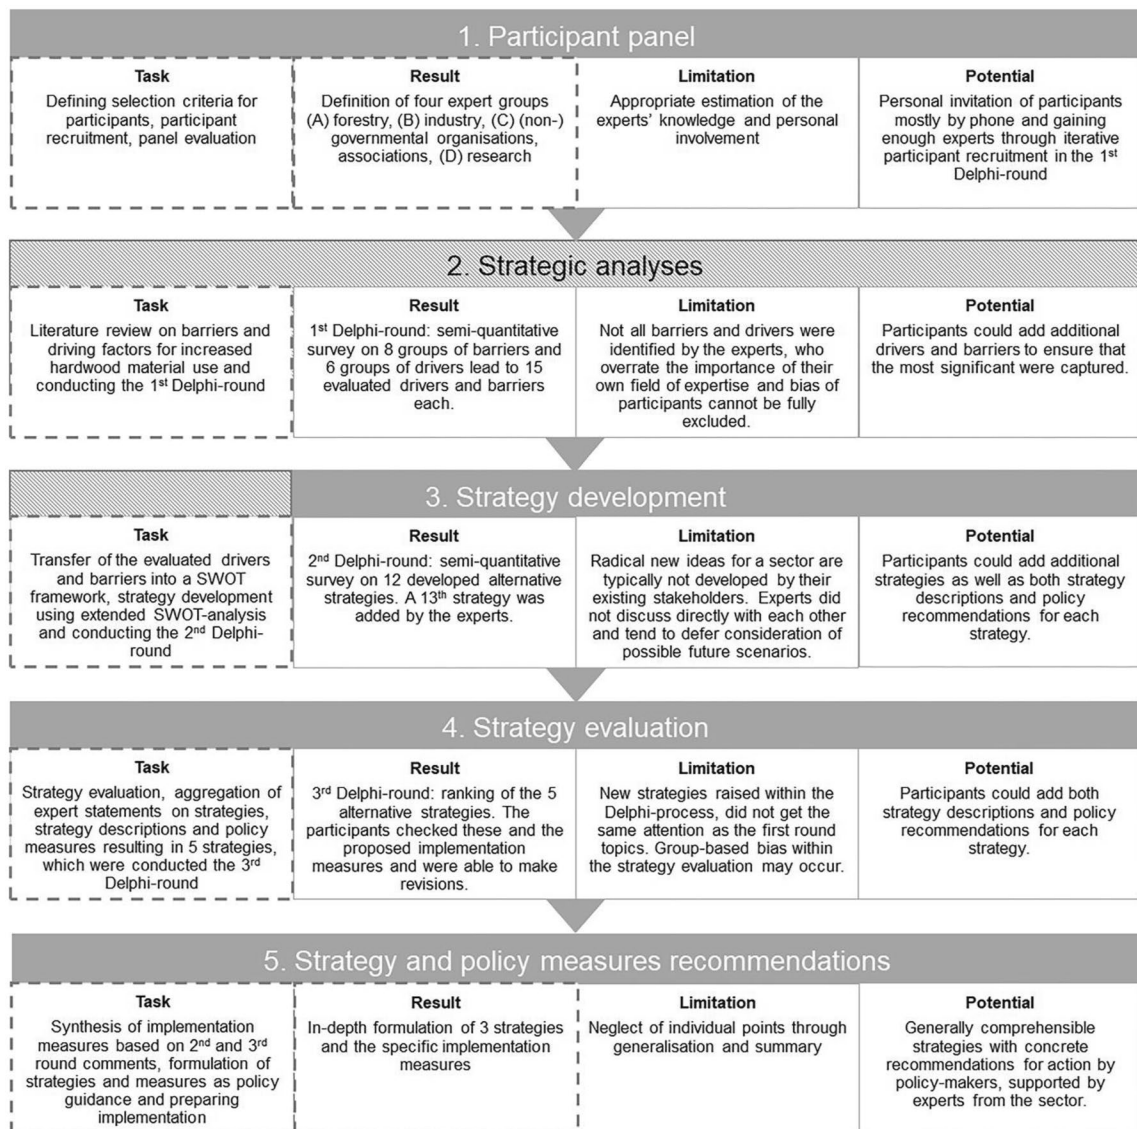 1. Participant panel
Task
Defining selection criteria for
participants, participant
recruitment, panel evaluation
Result
Definition of four expert groups
(A) forestry, (B) industry, (C) (non-)
governmental organisations,
associations, (D) research
Limitation
Appropriate estimation of the
experts' knowledge and personal
involvement
Potential
Personal invitation of participants
mostly by phone and gaining
enough experts through iterative
participant recruitment in the 1st
Delphi-round
2. Strategic analyses
Task
Literature review on barriers and
driving factors for increased
hardwood material use and
conducting the 1st Delphi-round
Result
1st Delphi-round: semi-quantitative
survey on 8 groups of barriers and
6 groups of drivers lead to 15
evaluated drivers and barriers
each.
Limitation
Not all barriers and drivers were
identified by the experts, who
overrate the importance of their
own field of expertise and bias of
participants cannot be fully
excluded.
Potential
Participants could add additional
drivers and barriers to ensure that
the most significant were captured.
3. Strategy development
Task
Transfer of the evaluated drivers
and barriers into a SWOT
framework, strategy development
using extended SWOT-analysis
and conducting the 2nd Delphi-
round
Result
2nd Delphi-round: semi-quantitative
survey on 12 developed alternative
strategies. A 13th strategy was
added by the experts.
Limitation
Radical new ideas for a sector are
typically not developed by their
existing stakeholders. Experts did
not discuss directly with each other
and tend to defer consideration of
possible future scenarios.
Potential
Participants could add additional
strategies as well as both strategy
descriptions and policy
recommendations for each
strategy.
4. Strategy evaluation
Task
Strategy evaluation, aggregation of
expert statements on strategies,
strategy descriptions and policy
measures resulting in 5 strategies,
which were conducted the 3rd
Delphi-round
Result
3rd Delphi-round: ranking of the 5
alternative strategies. The
participants checked these and the
proposed implementation
measures and were able to make
revisions.
Limitation
New strategies raised within the
Delphi-process, did not get the
same attention as the first round
topics. Group-based bias within
the strategy evaluation may occur.
Potential
Participants could add both
strategy descriptions and policy
recommendations for each
strategy.
5. Strategy and policy measures recommendations
Task
Synthesis of implementation
measures based on 2nd and 3rd
round comments, formulation of
strategies and measures as policy
guidance and preparing
implementation
Result
In-depth formulation of 3 strategies
and the specific implementation
measures
Limitation
Neglect of individual points through
generalisation and summary
Potential
Generally comprehensible
strategies with concrete
recommendations for action by
policy-makers, supported by
experts from the sector.